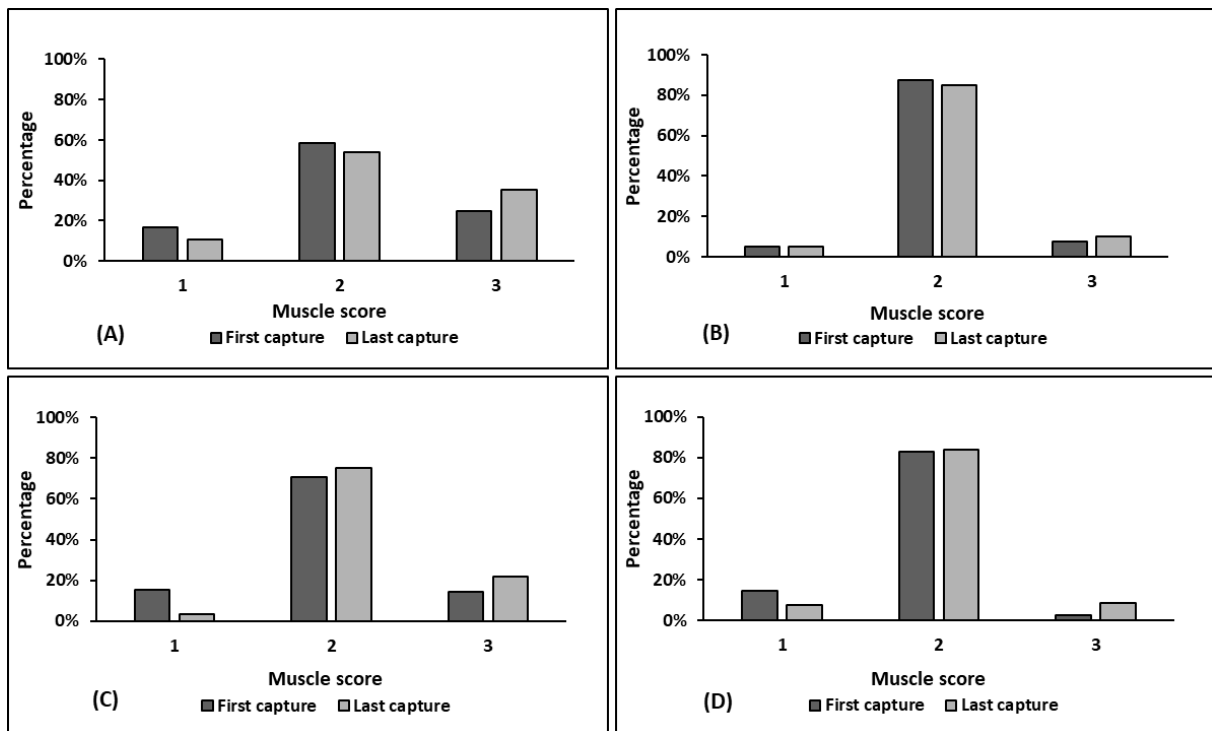 100%
80%
60%
40%
20%
0%
Percentage
1 2 3
Muscle score
(A)
First capture Last capture
100%
80%
60%
40%
20%
0%
Percentage
1 2 3
Muscle score
(B)
First capture Last capture
100%
80%
60%
40%
20%
0%
Percentage
1 2 3
Muscle score
(C)
First capture Last capture
100%
80%
60%
40%
20%
0%
Percentage
1 2 3
Muscle score
(D)
First capture Last capture